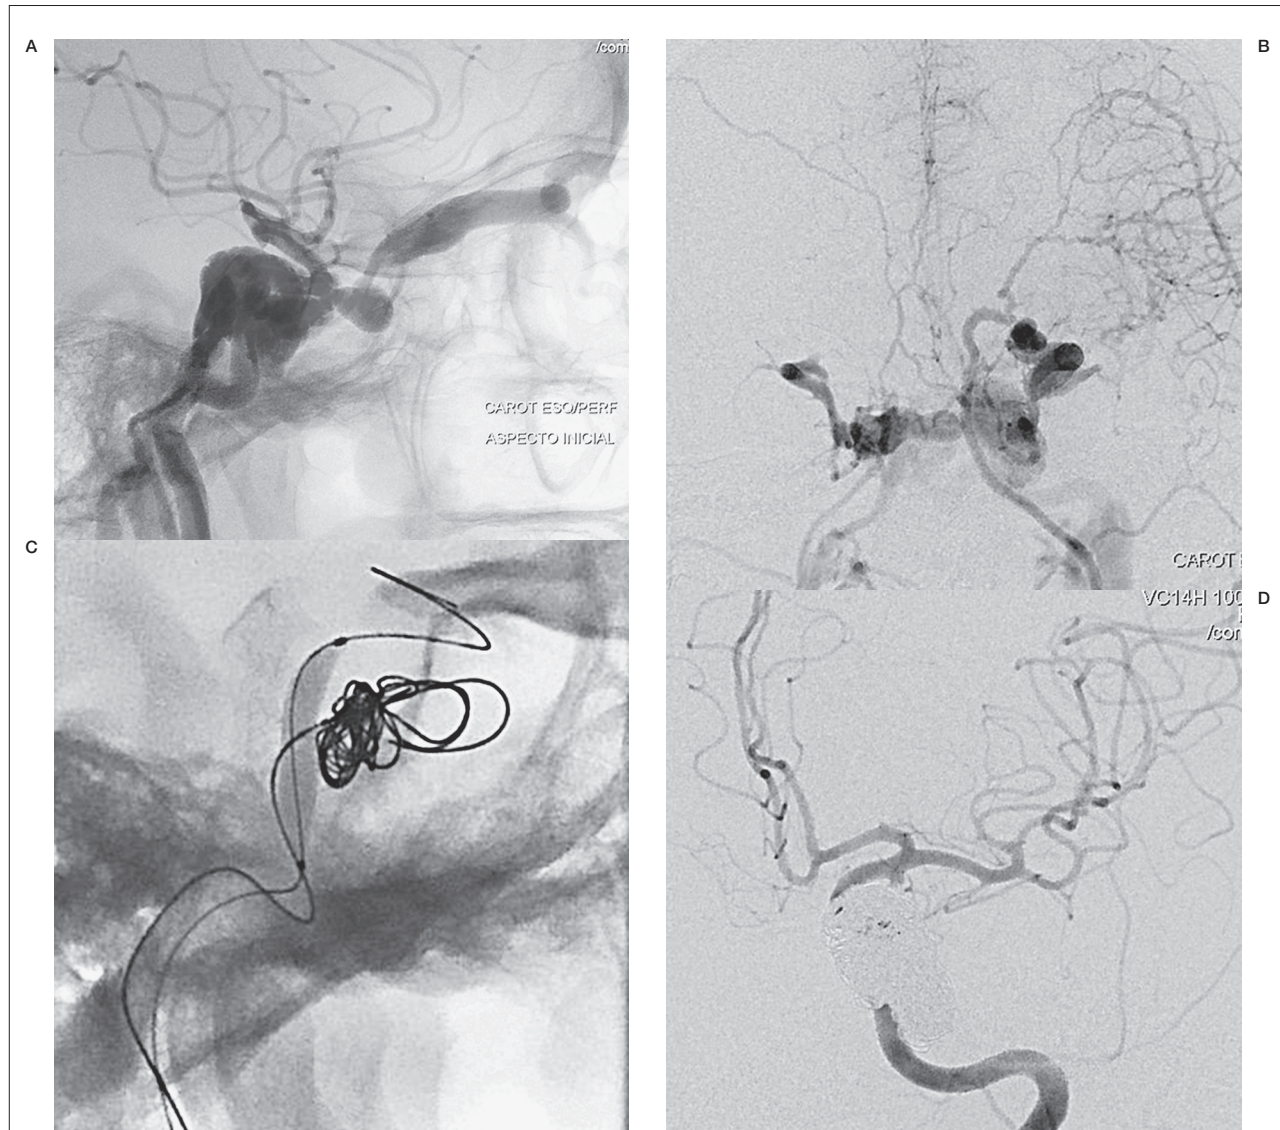 A
/com
CAROT ESQ/PERF
ASPECTO INICIAL
B
CAROT
C
VC14H 100
D
/con